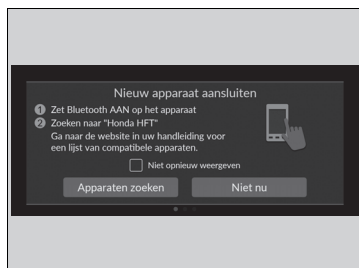 Nieuw apparaat aansluiten
1 Zet Bluetooth AAN op het apparaat
2 Zoeken naar "Honda HFT"
Ga naar de website in uw handleiding voor
een lijst van compatibele apparaten.
Niet opnieuw weergeven
Apparaten zoeken
Niet nu